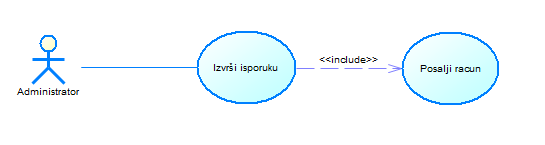 Izvrši isporuku
<<include>>
Posalji racun
Administrator